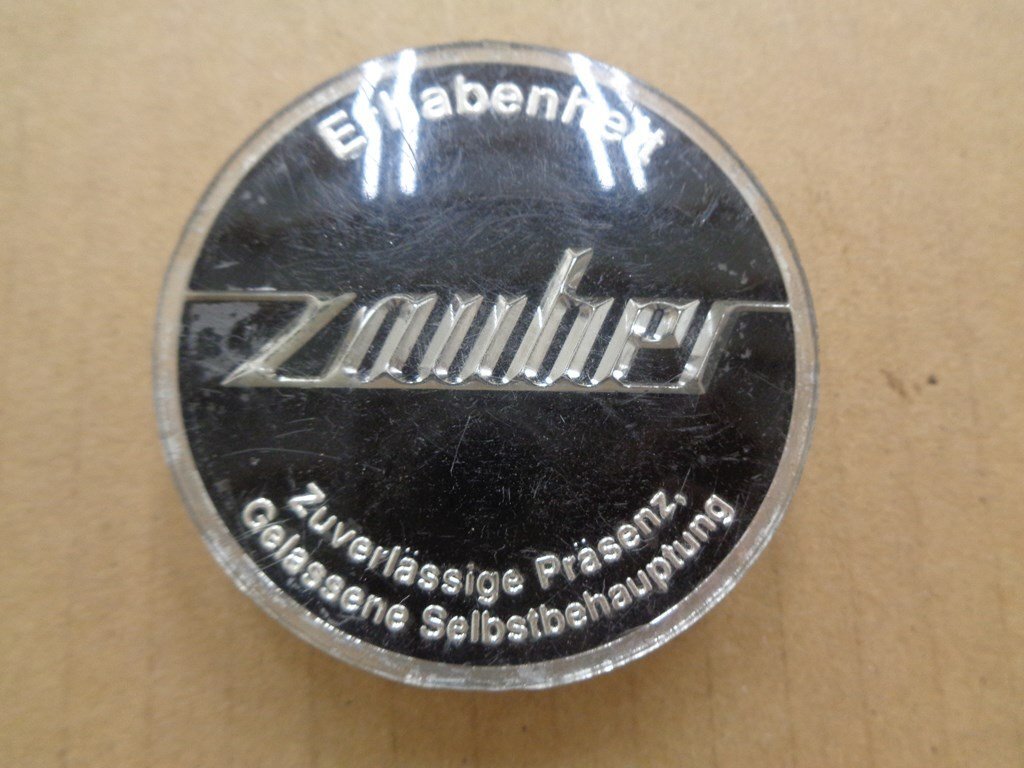 Erhabenheit
zauber
Zuverlässige Präsenz,
Gelassene Selbstbehauptung